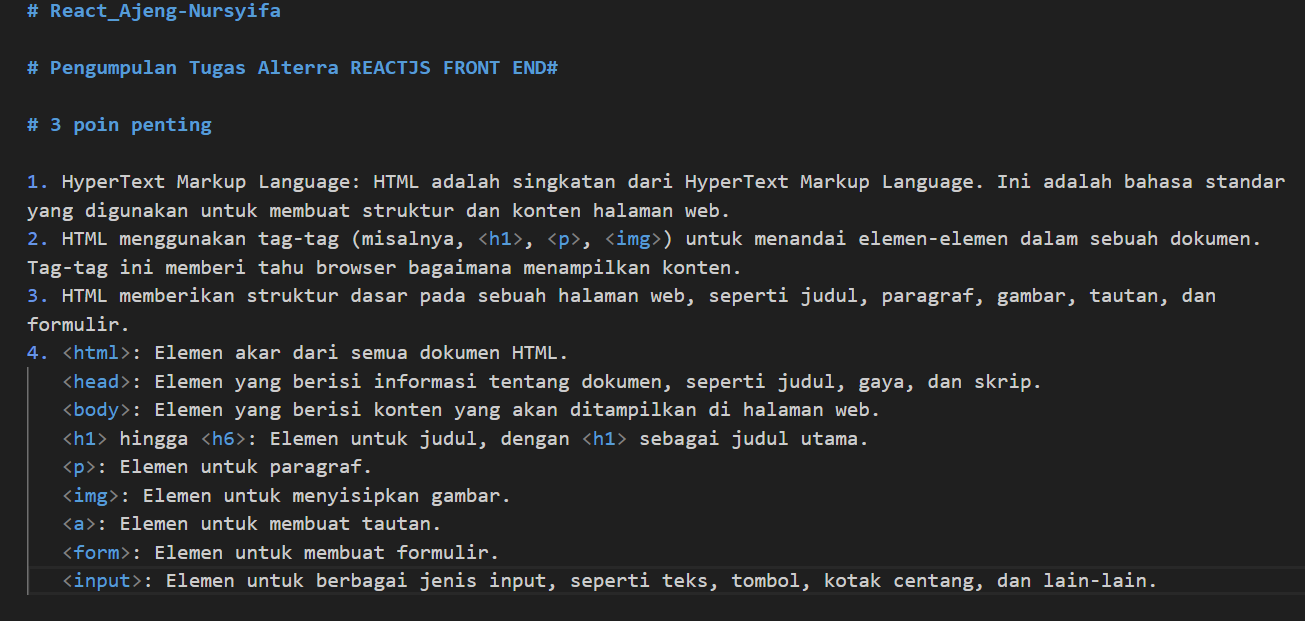 # React_Ajeng-Nursyifa
# Pengumpulan Tugas Alterra REACTJS FRONT END#
# 3 poin penting
1. HyperText Markup Language: HTML adalah singkatan dari HyperText Markup Language. Ini adalah bahasa standar
yang digunakan untuk membuat struktur dan konten halaman web.
2. HTML menggunakan tag-tag (misalnya, <h1>, <p>, <img>) untuk menandai elemen-elemen dalam sebuah dokumen.
Tag-tag ini memberi tahu browser bagaimana menampilkan konten.
3. HTML memberikan struktur dasar pada sebuah halaman web, seperti judul, paragraf, gambar, tautan, dan
formulir.
4. <html>: Elemen akar dari semua dokumen HTML.
<head>: Elemen yang berisi informasi tentang dokumen, seperti judul, gaya, dan skrip.
<body>: Elemen yang berisi konten yang akan ditampilkan di halaman web.
<h1> hingga <h6>: Elemen untuk judul, dengan <h1> sebagai judul utama.
<p>: Elemen untuk paragraf.
<img>: Elemen untuk menyisipkan gambar.
<a>: Elemen untuk membuat tautan.
<form>: Elemen untuk membuat formulir.
<input>: Elemen untuk berbagai jenis input, seperti teks, tombol, kotak centang, dan lain-lain.